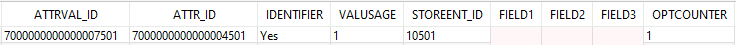 ATTRVAL_ID ATTR_ID IDENTIFIER VALUSAGE STOREENT_ID FIELD1 FIELD2 FIELD3 OPTCOUNTER
7000000000000007501 7000000000000004501 Yes 1 10501 1